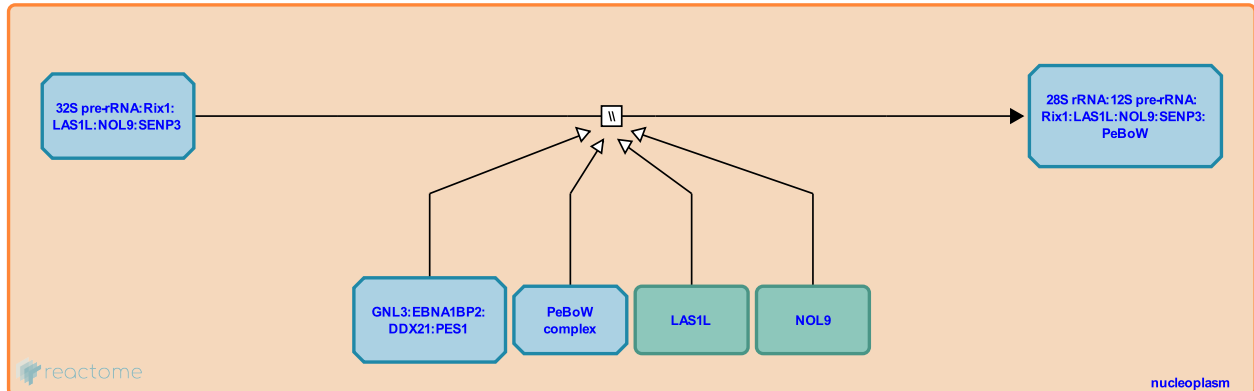 32S pre-rRNA:Rix1:
LAS1L:NOL9:SENP3
\\
28S rRNA:12S pre-rRNA:
Rix1:LAS1L:NOL9:SENP3:
PeBoW
GNL3:EBNA1BP2:
DDX21:PES1
PeBoW
complex
LAS1L
NOL9
reactome
nucleoplasm